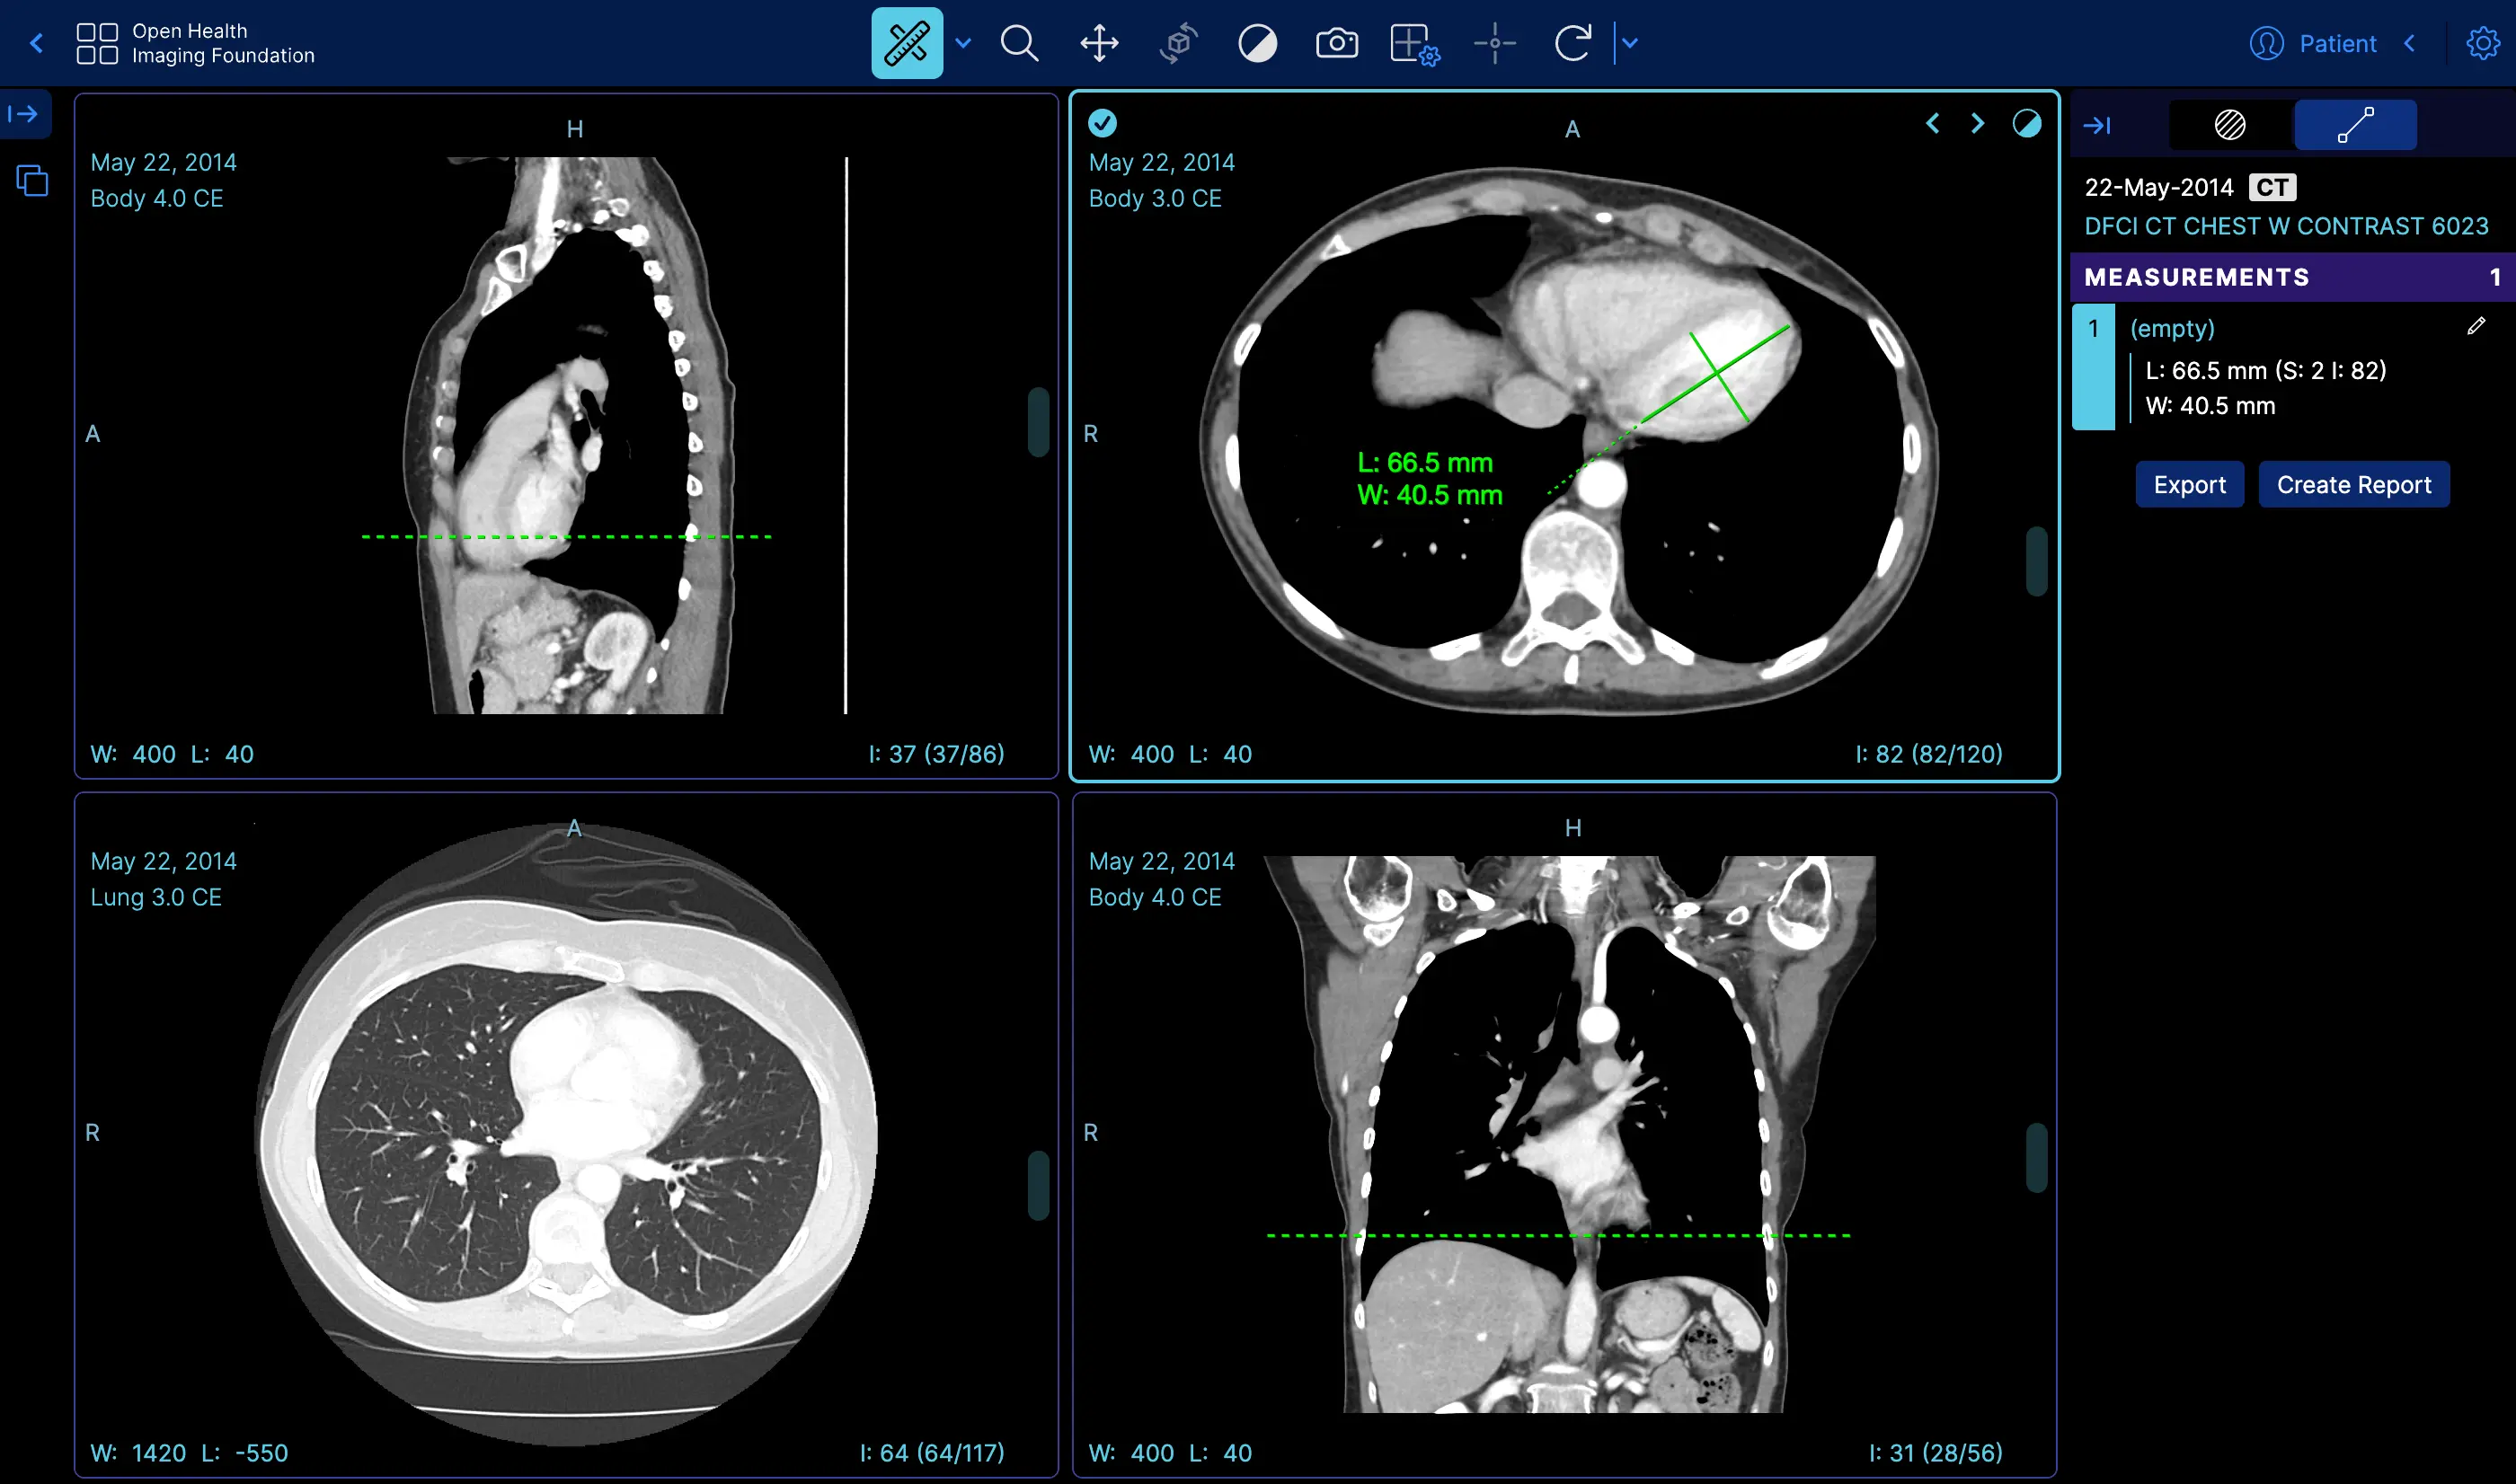 Open Health
Imaging Foundation
Patient
H
May 22, 2014
Body 4.0 CE
A
W: 400 L: 40
I: 37 (37/86)
A
May 22, 2014
Body 3.0 CE
R
L: 66.5 mm
W: 40.5 mm
W: 400 L: 40
I: 82 (82/120)
A
May 22, 2014
Lung 3.0 CE
R
W: 1420 L: -550
I: 64 (64/117)
H
May 22, 2014
Body 4.0 CE
R
W: 400 L: 40
I: 31 (28/56)
22-May-2014 CT
DFCI CT CHEST W CONTRAST 6023
MEASUREMENTS 1
1 (empty)
L: 66.5 mm (S: 2 I: 82)
W: 40.5 mm
Export Create Report